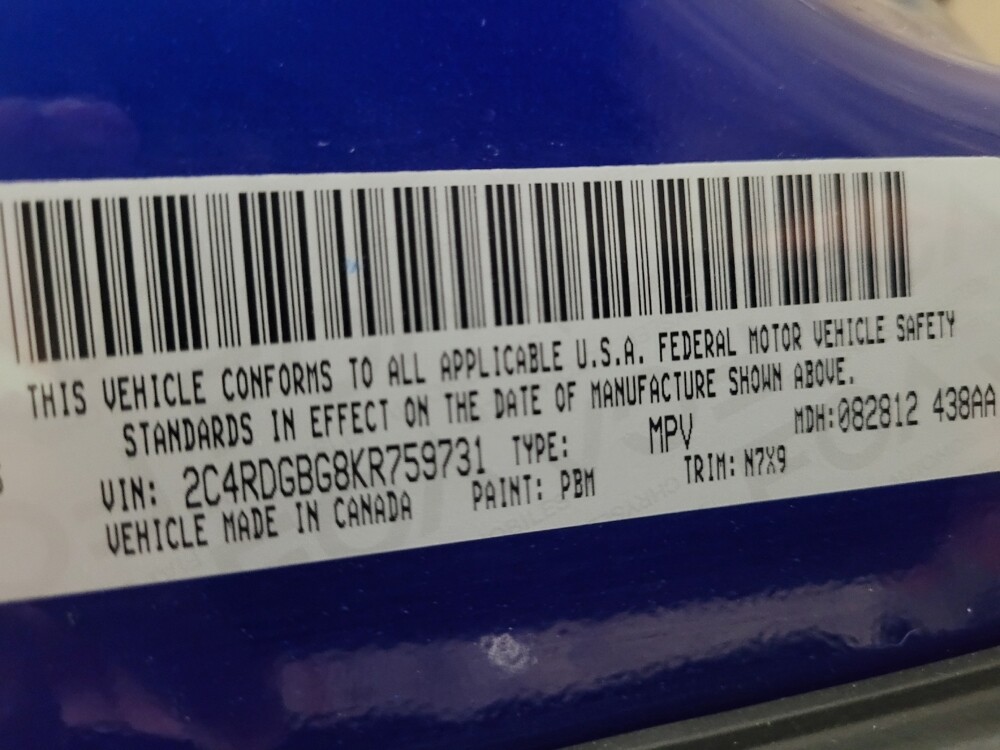 THIS VEHICLE CONFORMS TO ALL APPLICABLE U.S.A. FEDERAL MOTOR VEHICLE SAFETY
STANDARDS IN EFFECT ON THE DATE OF MANUFACTURE SHOWN ABOVE.
VIN: 2C4RDGBG8KR759731 TYPE: MPV MDH:082812 438AA
VEHICLE MADE IN CANADA PAINT: PBM TRIM: N7X9